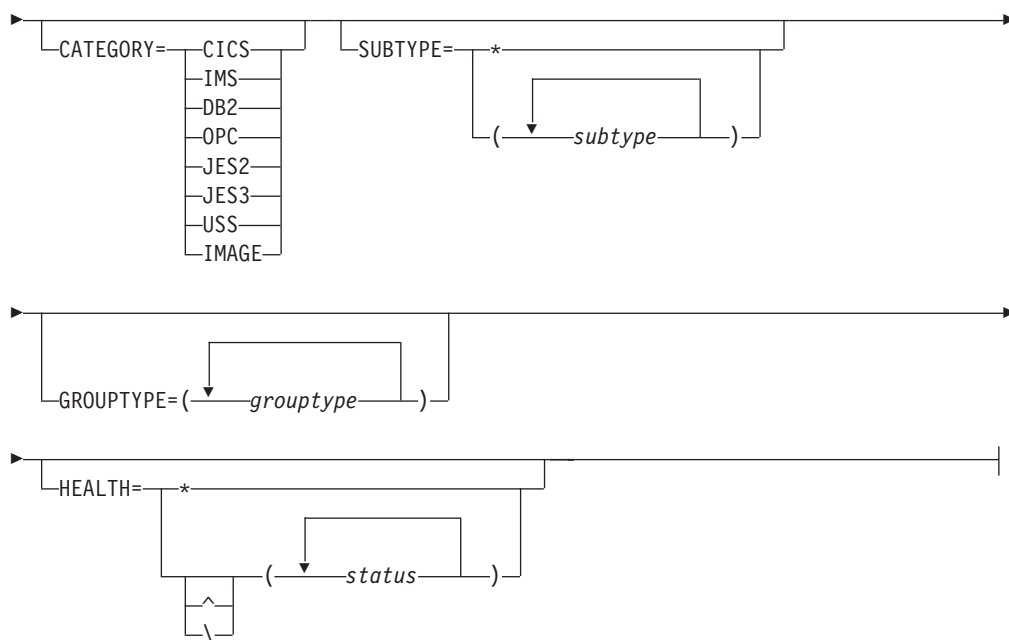 CATEGORY= CICS SUBTYPE= *
IMS
DB2
OPC ( subtype )
JES2
JES3
USS
IMAGE
GROUPTYPE=( grouptype )
HEALTH= *
( status )
^
\